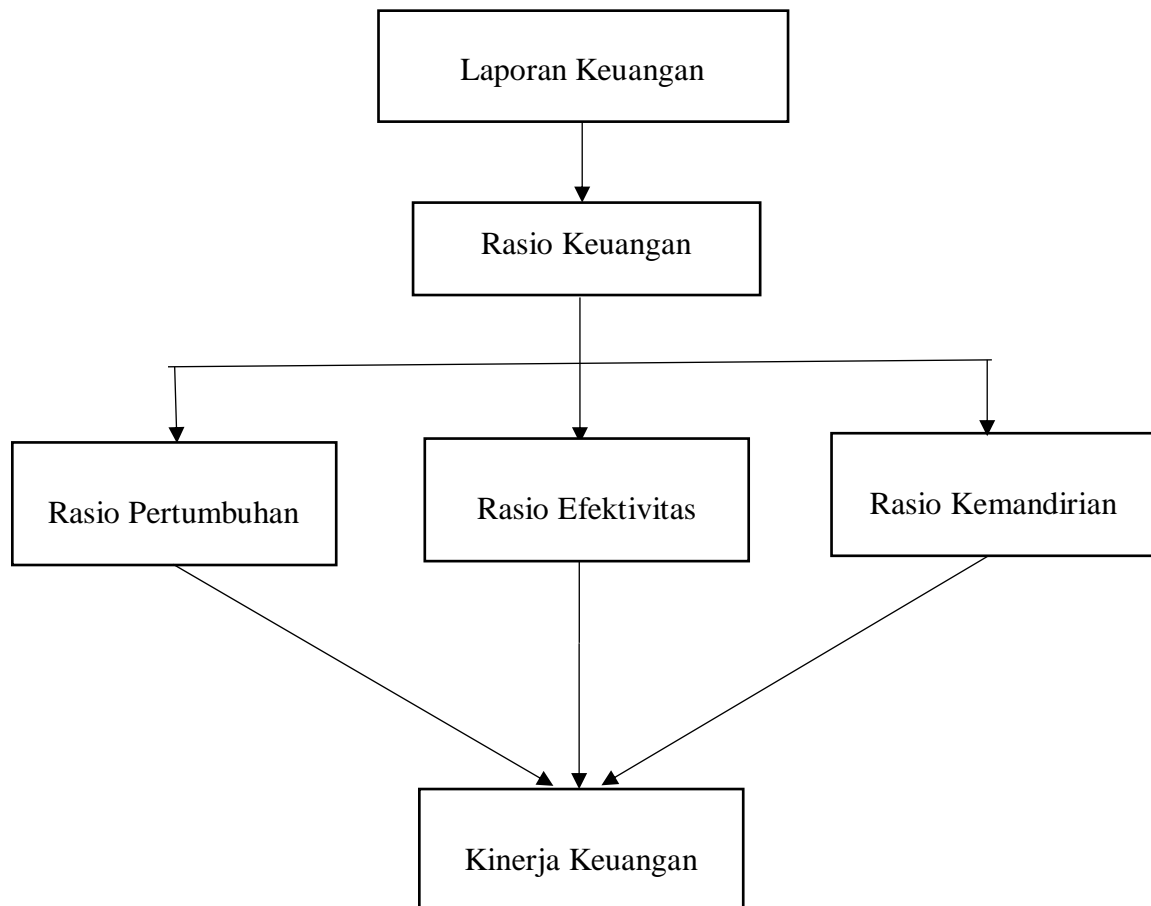 Laporan Keuangan
Rasio Keuangan
Rasio Pertumbuhan
Rasio Efektivitas
Rasio Kemandirian
Kinerja Keuangan